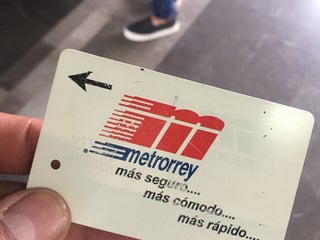 m
metrorrey
más seguro....
más cómodo....
más rápido....